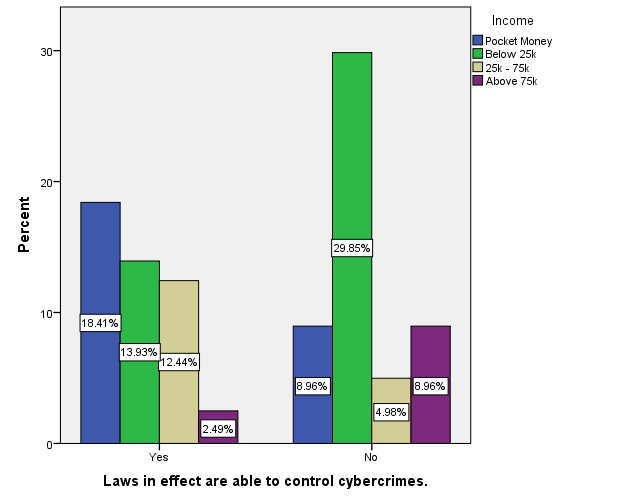 Income
Pocket Money
Below 25k
25k - 75k
Above 75k
Percent
30
20
10
0
18.41%
13.93%
12.44%
2.49%
8.96%
29.85%
4.98%
8.96%
Yes
No
Laws in effect are able to control cybercrimes.